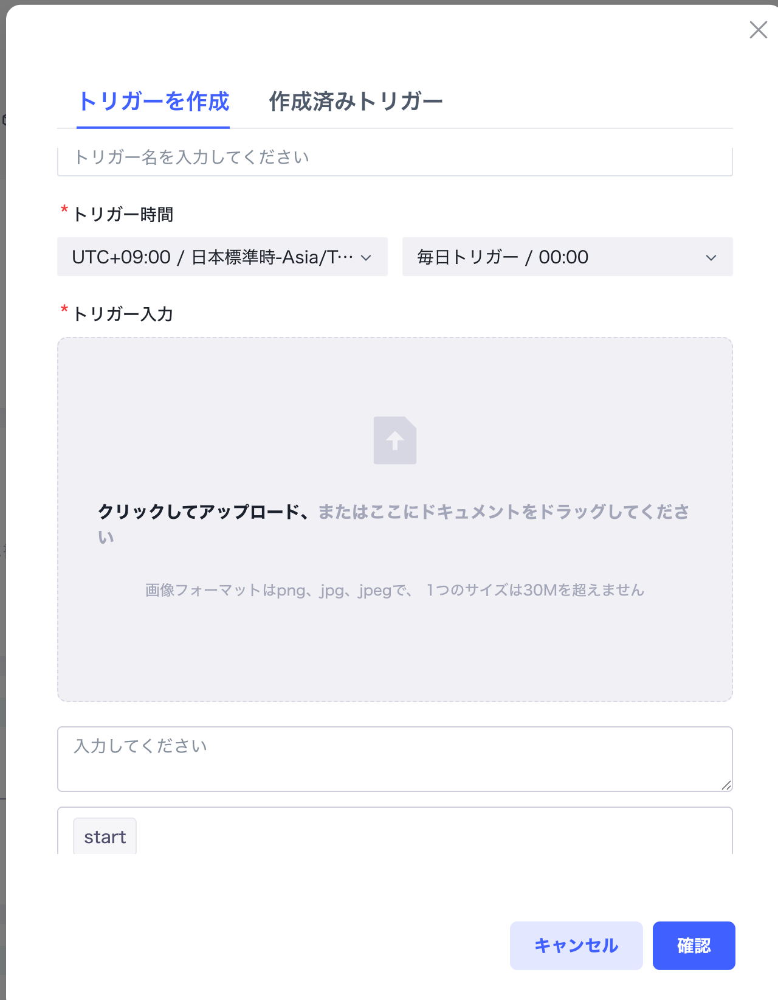 トリガーを作成
作成済みトリガー
トリガー名を入力してください
* トリガー時間
UTC+09:00 / 日本標準時-Asia/T…
毎日トリガー / 00:00
* トリガー入力
クリックしてアップロード、またはここにドキュメントをドラッグしてくださ
い
画像フォーマットはpng、jpg、jpegで、 1つのサイズは30Mを超えません
入力してください
start
キャンセル
確認